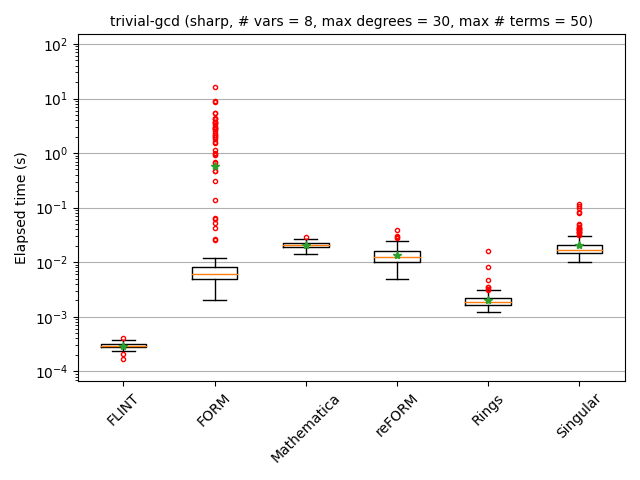 trivial-gcd (sharp, # vars = 8, max degrees = 30, max # terms = 50)
Elapsed time (s)
10²
10¹
10⁰
10⁻¹
10⁻²
10⁻³
10⁻⁴
FLINT
FORM
Mathematica
reFORM
Rings
Singular